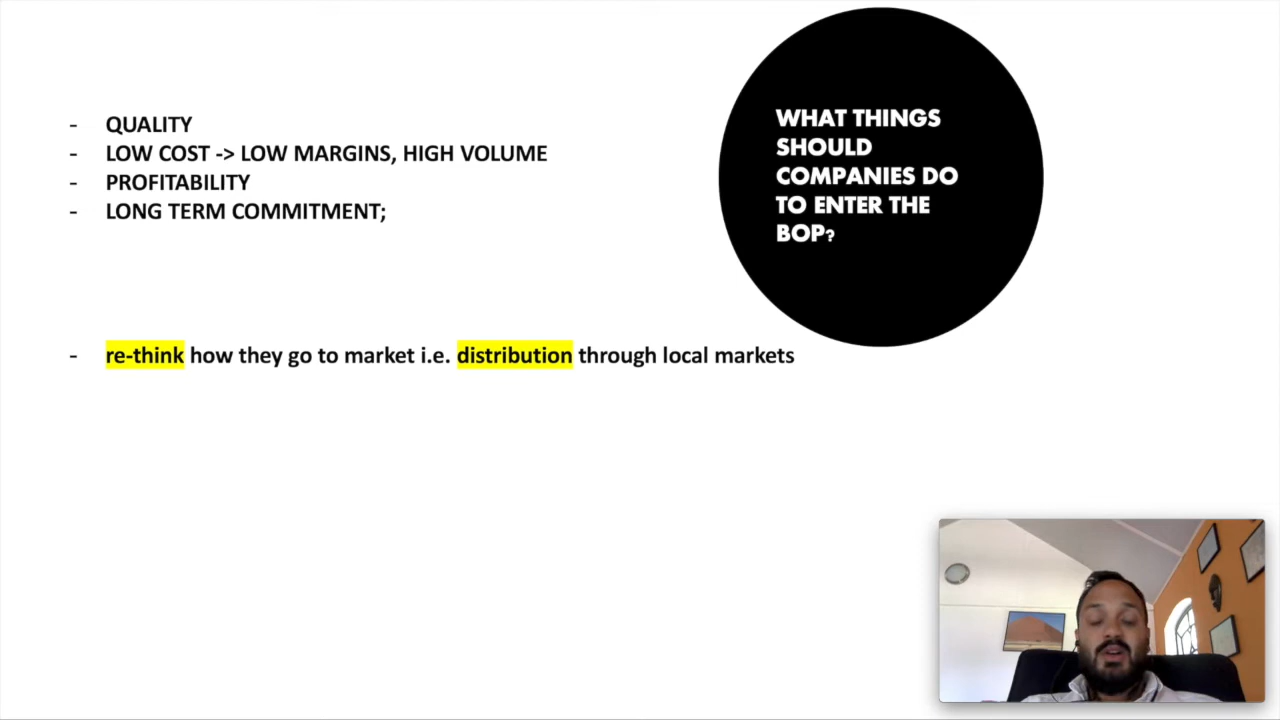 - QUALITY
- LOW COST -> LOW MARGINS, HIGH VOLUME
- PROFITABILITY
- LONG TERM COMMITMENT;
- re-think how they go to market i.e. distribution through local markets
WHAT THINGS
SHOULD
COMPANIES DO
TO ENTER THE
BOP?